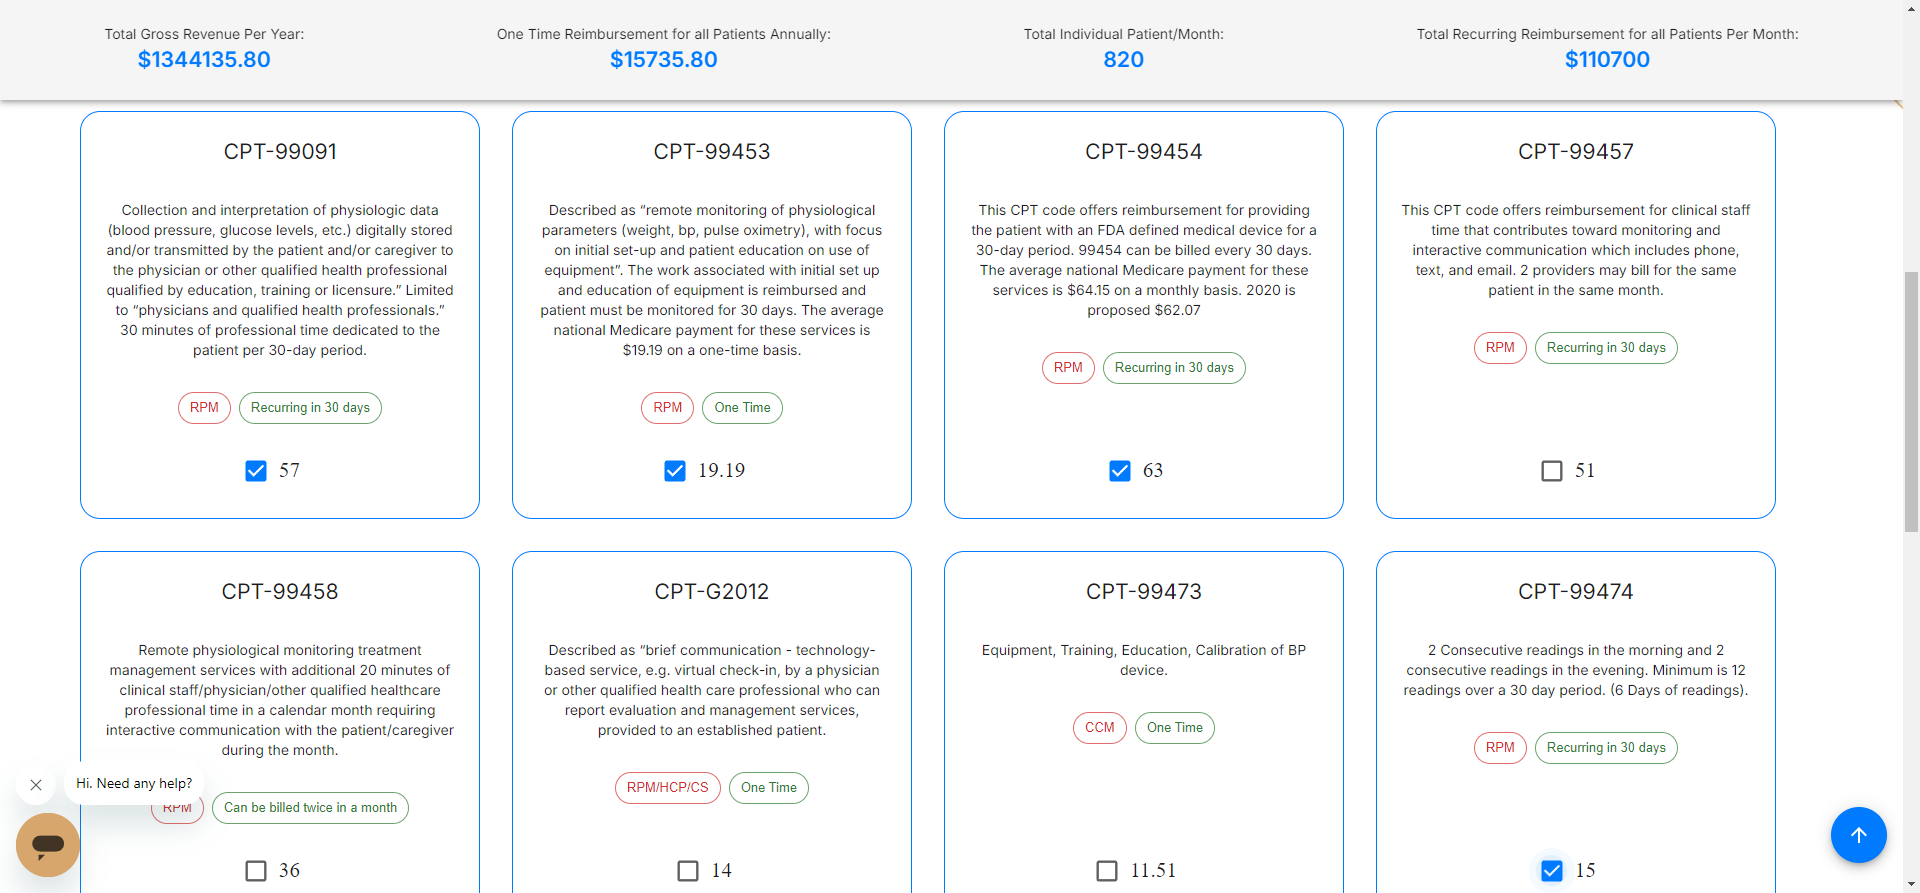 Total Gross Revenue Per Year:
$1344135.80
One Time Reimbursement for all Patients Annually:
$15735.80
Total Individual Patient/Month:
820
Total Recurring Reimbursement for all Patients Per Month:
$110700
CPT-99091
Collection and interpretation of physiologic data
(blood pressure, glucose levels, etc.) digitally stored
and/or transmitted by the patient and/or caregiver to
the physician or other qualified health professional
qualified by education, training or licensure.” Limited
to “physicians and qualified health professionals.”
30 minutes of professional time dedicated to the
patient per 30-day period.
RPM
Recurring in 30 days
57
CPT-99453
Described as “remote monitoring of physiological
parameters (weight, bp, pulse oximetry), with focus
on initial set-up and patient education on use of
equipment”. The work associated with initial set up
and education of equipment is reimbursed and
patient must be monitored for 30 days. The average
national Medicare payment for these services is
$19.19 on a one-time basis.
RPM
One Time
19.19
CPT-99454
This CPT code offers reimbursement for providing
the patient with an FDA defined medical device for a
30-day period. 99454 can be billed every 30 days.
The average national Medicare payment for these
services is $64.15 on a monthly basis. 2020 is
proposed $62.07
RPM
Recurring in 30 days
63
CPT-99457
This CPT code offers reimbursement for clinical staff
time that contributes toward monitoring and
interactive communication which includes phone,
text, and email. 2 providers may bill for the same
patient in the same month.
RPM
Recurring in 30 days
51
CPT-99458
Remote physiological monitoring treatment
management services with additional 20 minutes of
clinical staff/physician/other qualified healthcare
professional time in a calendar month requiring
interactive communication with the patient/caregiver
during the month.
RPM
Can be billed twice in a month
36
CPT-G2012
Described as “brief communication - technology-
based service, e.g. virtual check-in, by a physician
or other qualified health care professional who can
report evaluation and management services,
provided to an established patient.
RPM/HCP/CS
One Time
14
CPT-99473
Equipment, Training, Education, Calibration of BP
device.
CCM
One Time
11.51
CPT-99474
2 Consecutive readings in the morning and 2
consecutive readings in the evening. Minimum is 12
readings over a 30 day period. (6 Days of readings).
RPM
Recurring in 30 days
15
Hi. Need any help?